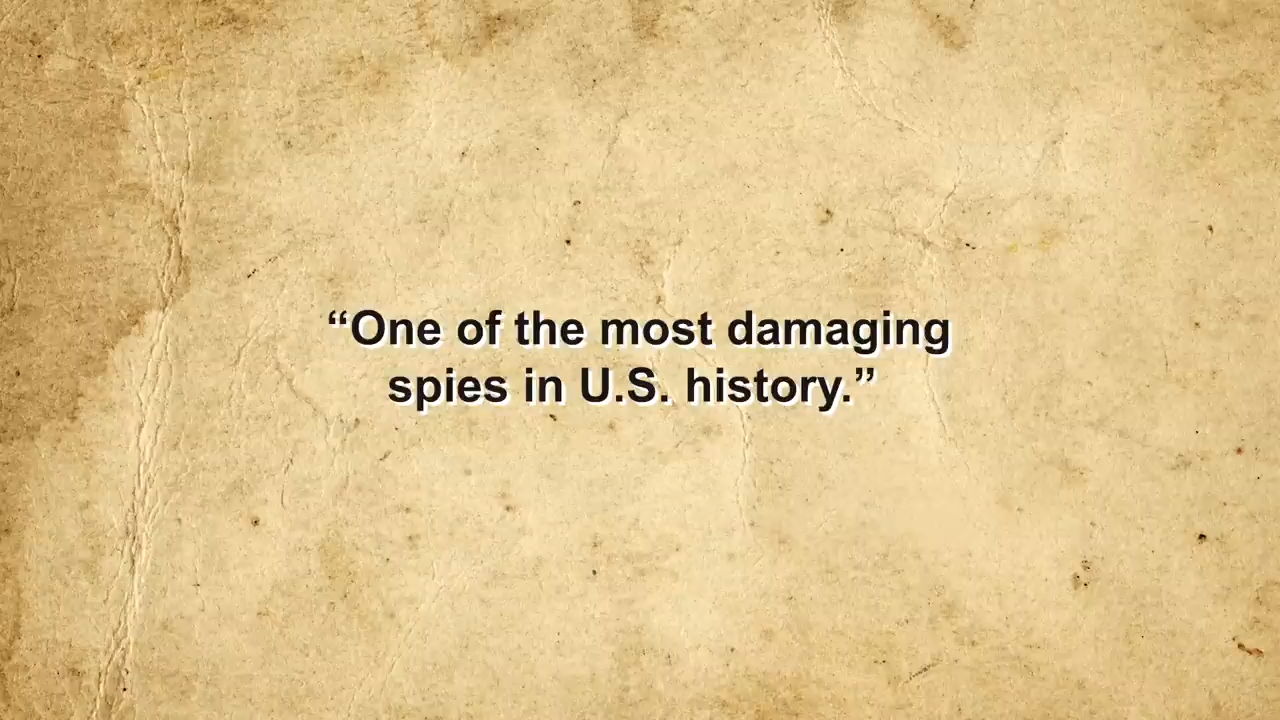 “One of the most damaging
spies in U.S. history.”